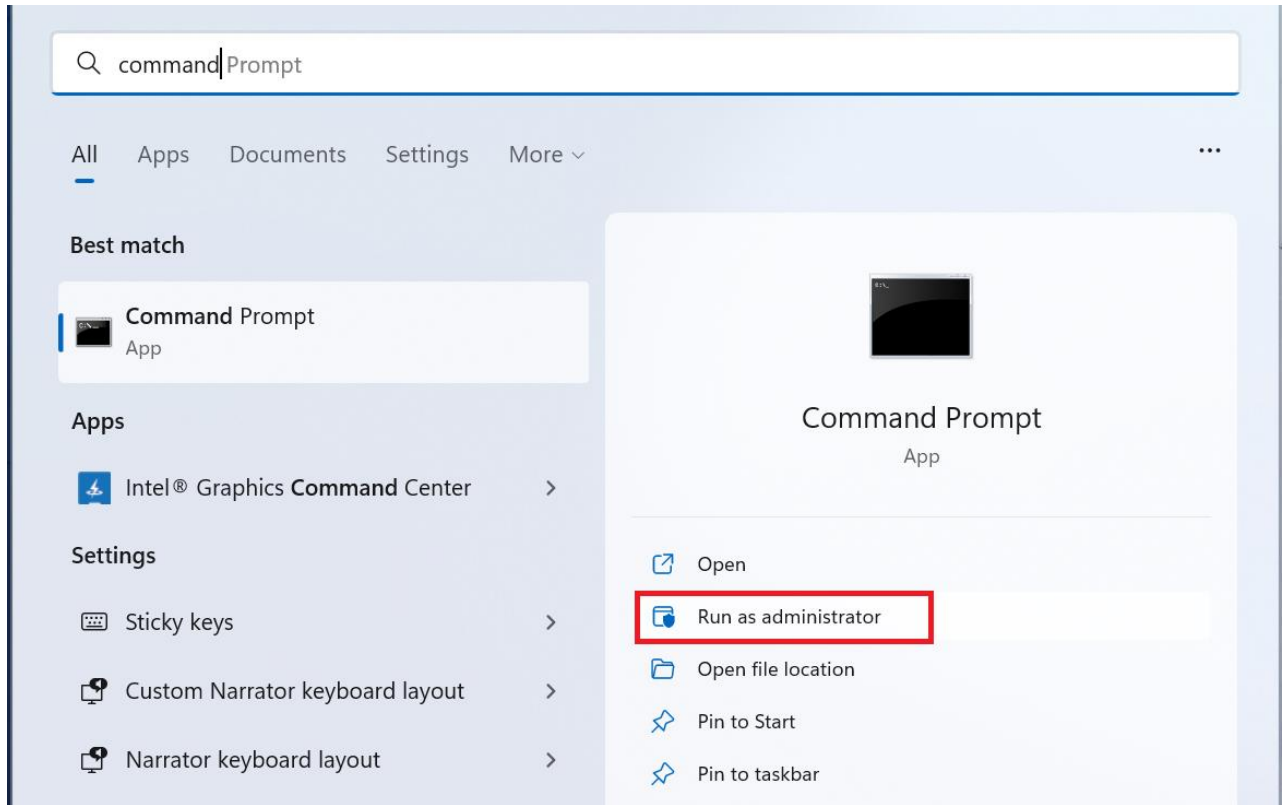 command Prompt
All Apps Documents Settings More
Best match
Command Prompt
App
Apps
Intel® Graphics Command Center
Settings
Sticky keys
Custom Narrator keyboard layout
Narrator keyboard layout
Command Prompt
App
Open
Run as administrator
Open file location
Pin to Start
Pin to taskbar